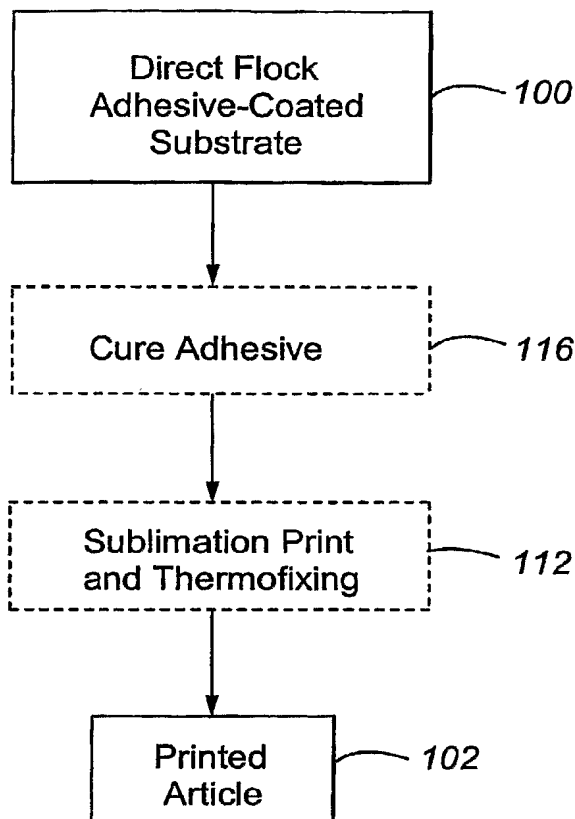 Direct Flock
Adhesive-Coated
Substrate
100
Cure Adhesive
116
Sublimation Print
and Thermofixing
112
Printed
Article
102